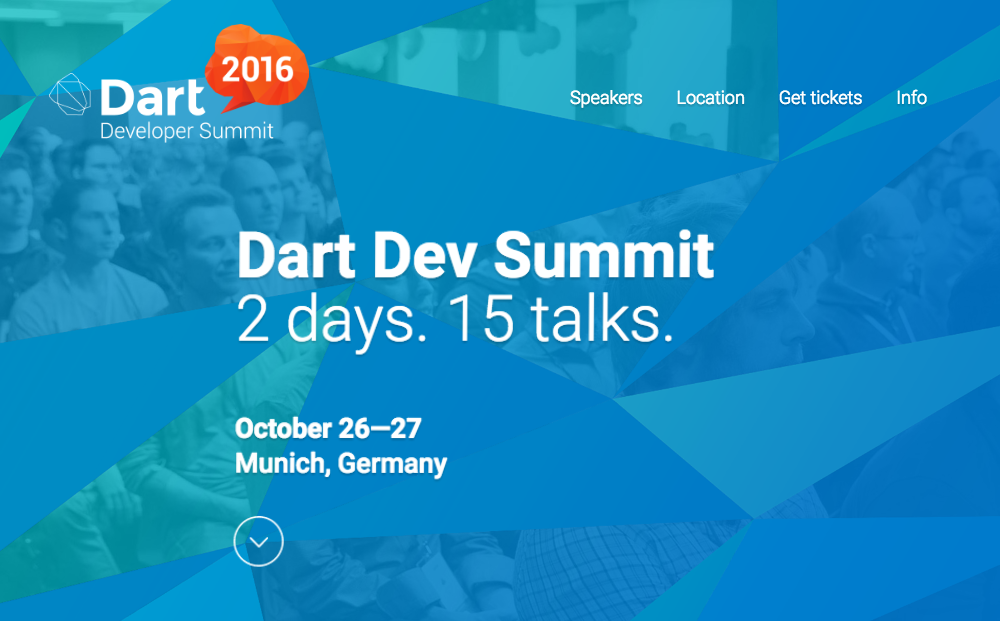 2016
Dart
Developer Summit
Speakers Location Get tickets Info
Dart Dev Summit
2 days. 15 talks.
October 26—27
Munich, Germany